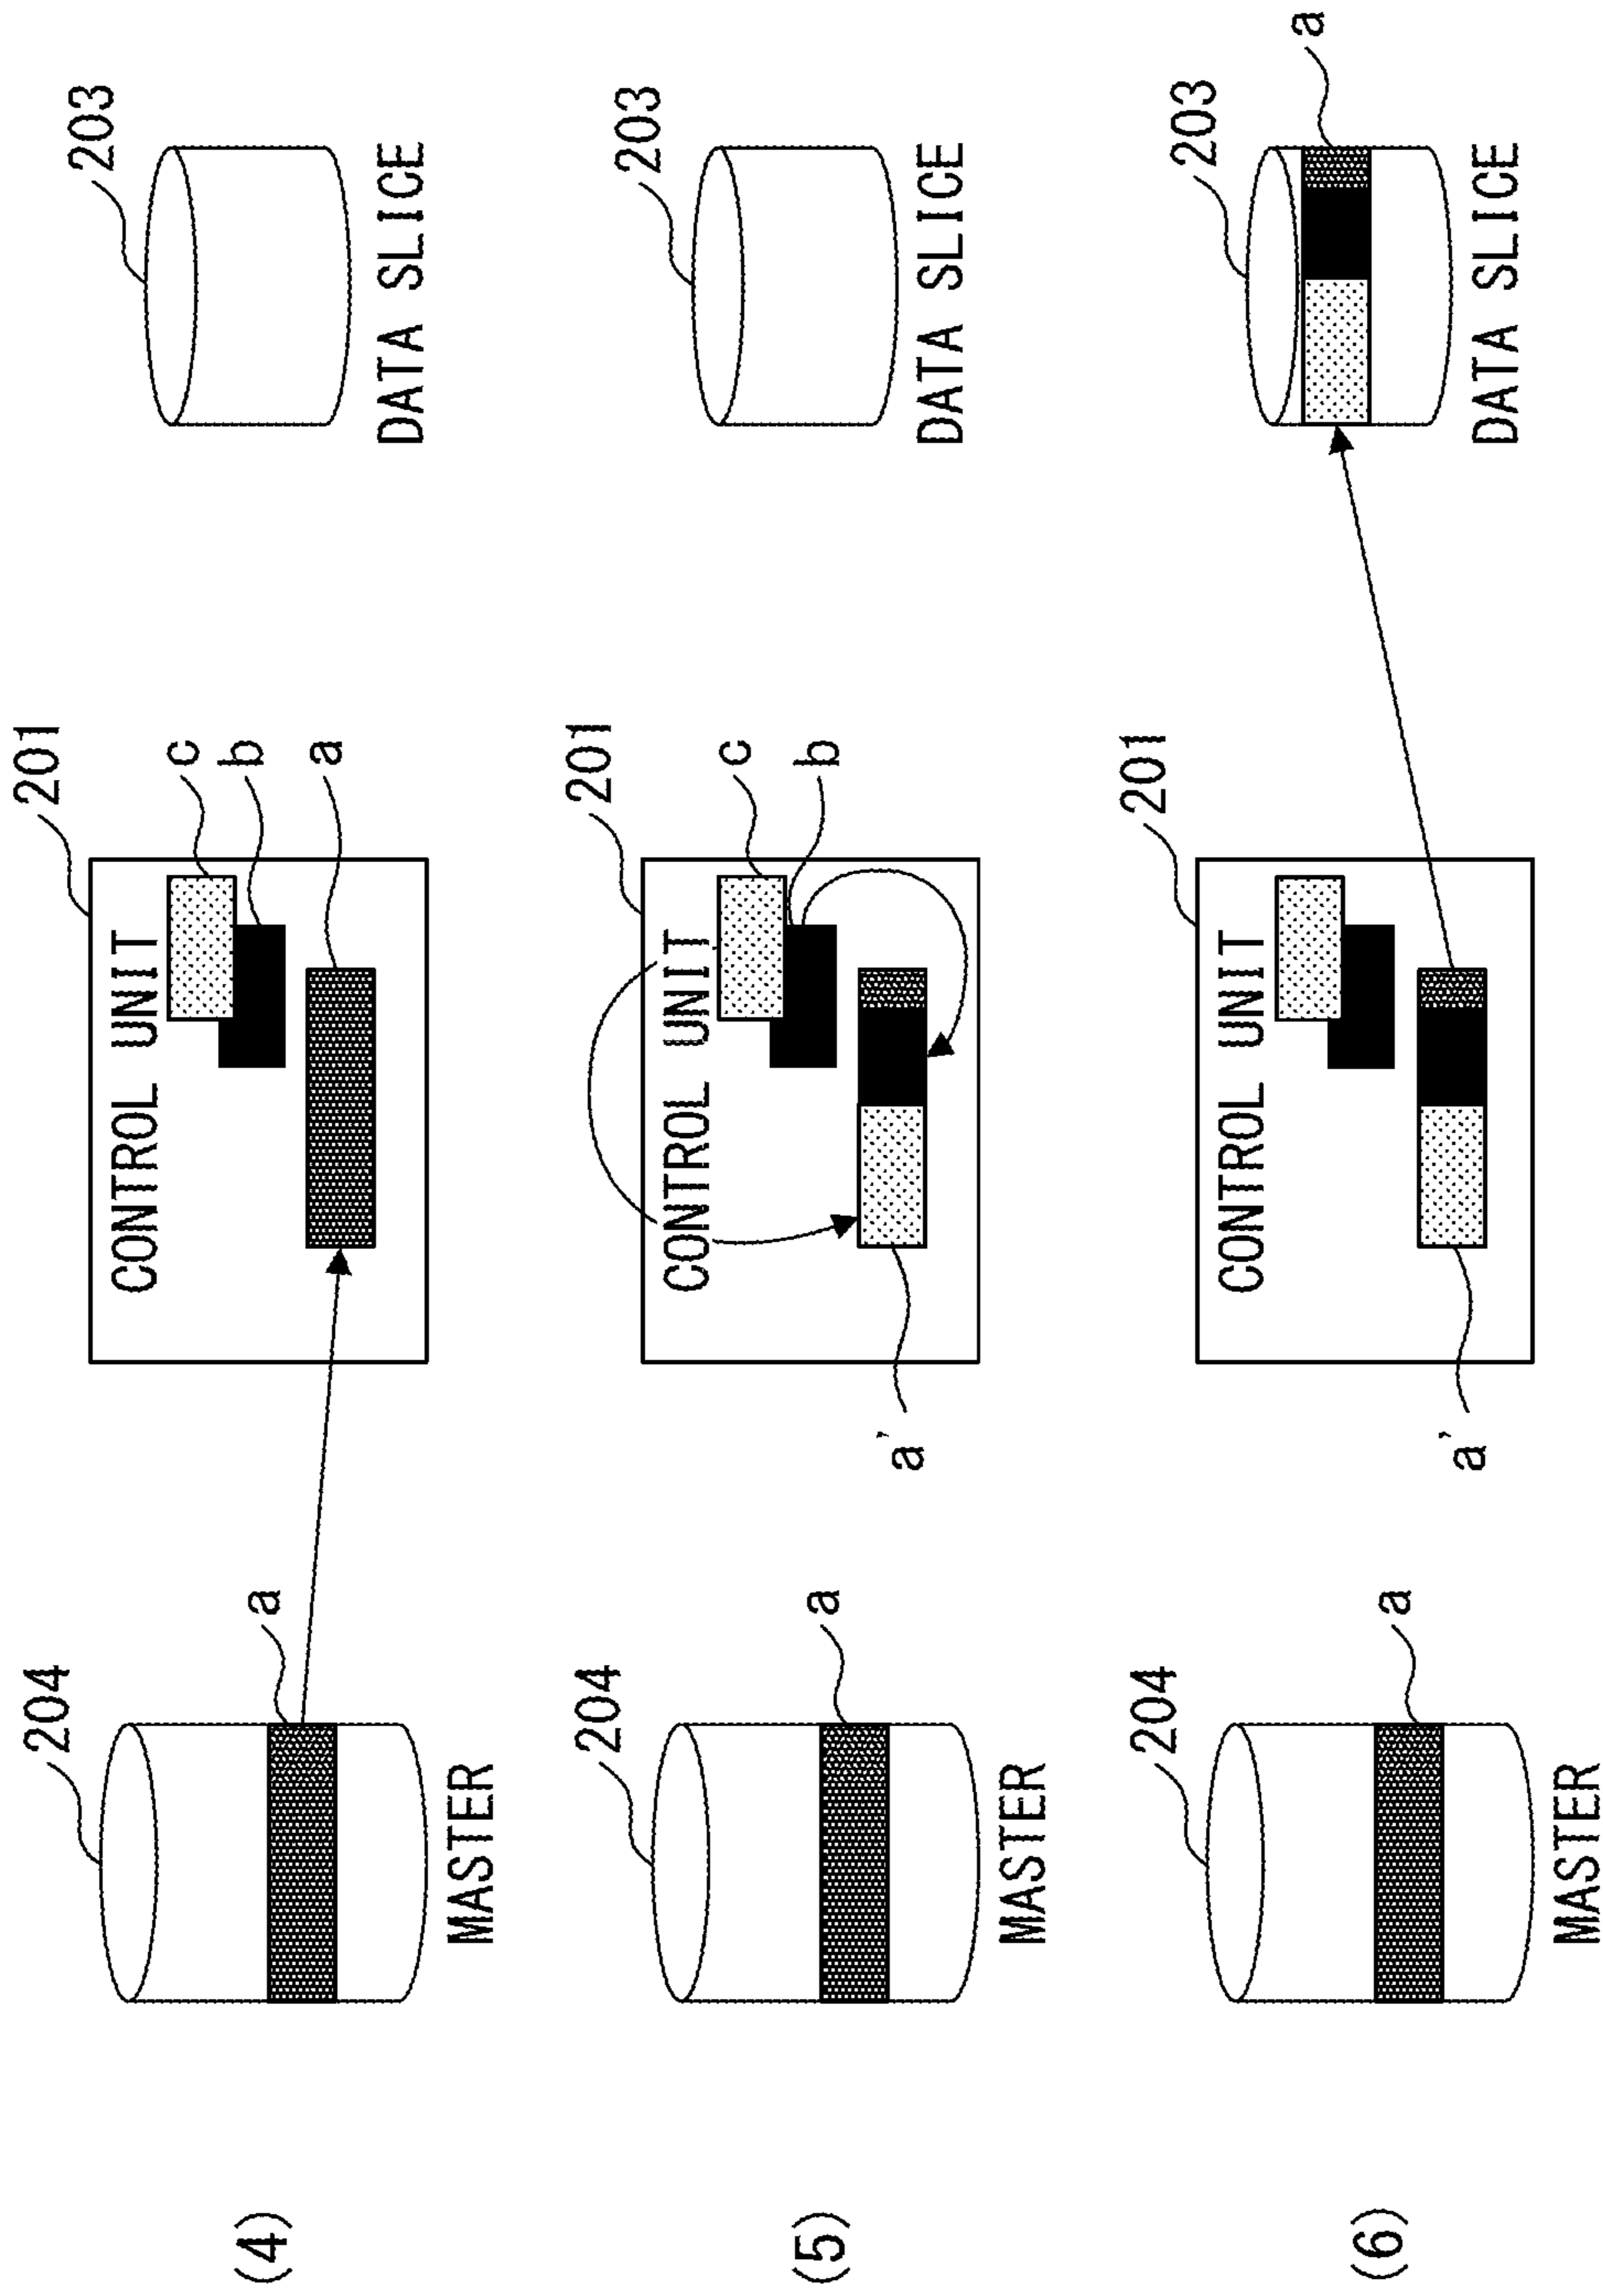 (4)
204
a
MASTER
201
CONTROL UNIT
c
b
a
203
DATA SLICE
(5)
204
a
MASTER
201
CONTROL UNIT
c
b
a'
203
DATA SLICE
(6)
204
a
MASTER
201
CONTROL UNIT
a'
203
a
DATA SLICE